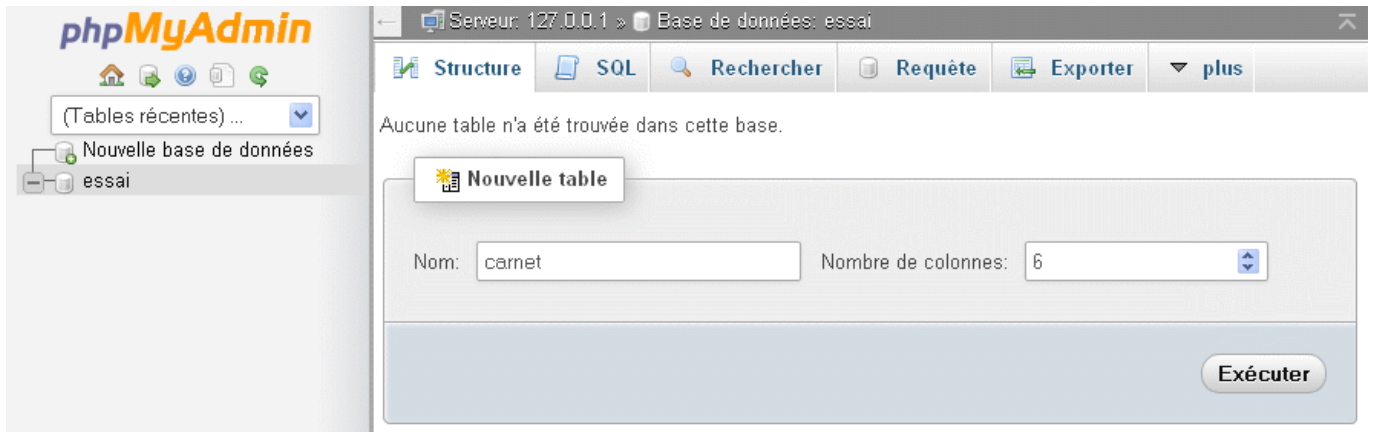 phpMyAdmin
(Tables récentes) ...
Nouvelle base de données
essai
Serveur: 127.0.0.1 » Base de données: essai
Structure SQL Rechercher Requête Exporter plus
Aucune table n'a été trouvée dans cette base.
Nouvelle table
Nom: carnet Nombre de colonnes: 6
Exécuter